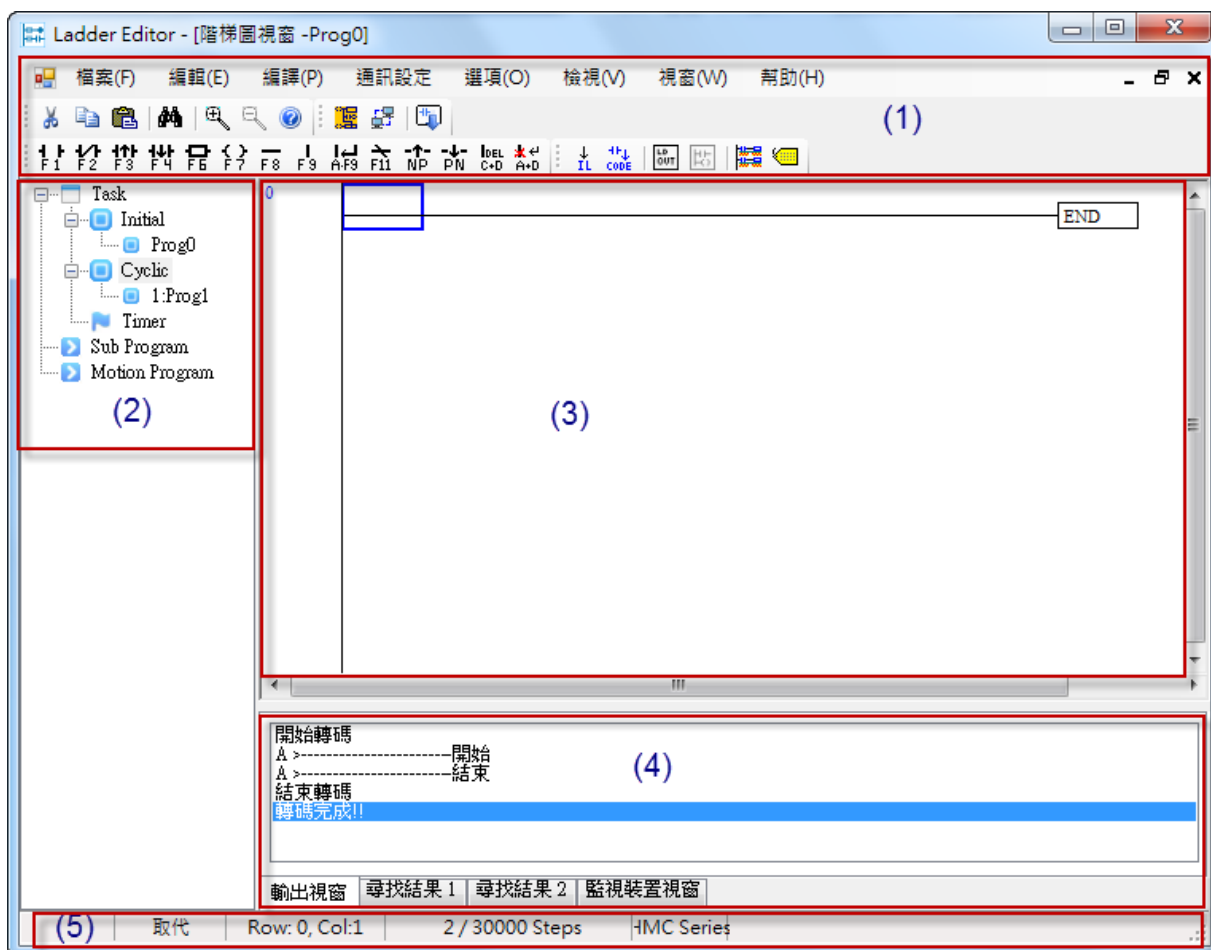 Ladder Editor - [階梯圖視窗 -Prog0]
檔案(F) 編輯(E) 編譯(P) 通訊設定 選項(O) 檢視(V) 視窗(W) 幫助(H)
(1)
F1 F2 F3 F4 F6 F7 F8 F9 A-F9 F11 NP PN DEL C+D A+D IL CODE LD OUT
Task
Initial
Prog0
Cyclic
1:Prog1
Timer
Sub Program
Motion Program
(2)
0
END
(3)
開始轉碼
A >-----------------------開始
A >-----------------------結束
結束轉碼
轉碼完成!!
(4)
輸出視窗 尋找結果 1 尋找結果 2 監視裝置視窗
(5) 取代 Row: 0, Col:1 2 / 30000 Steps HMC Series